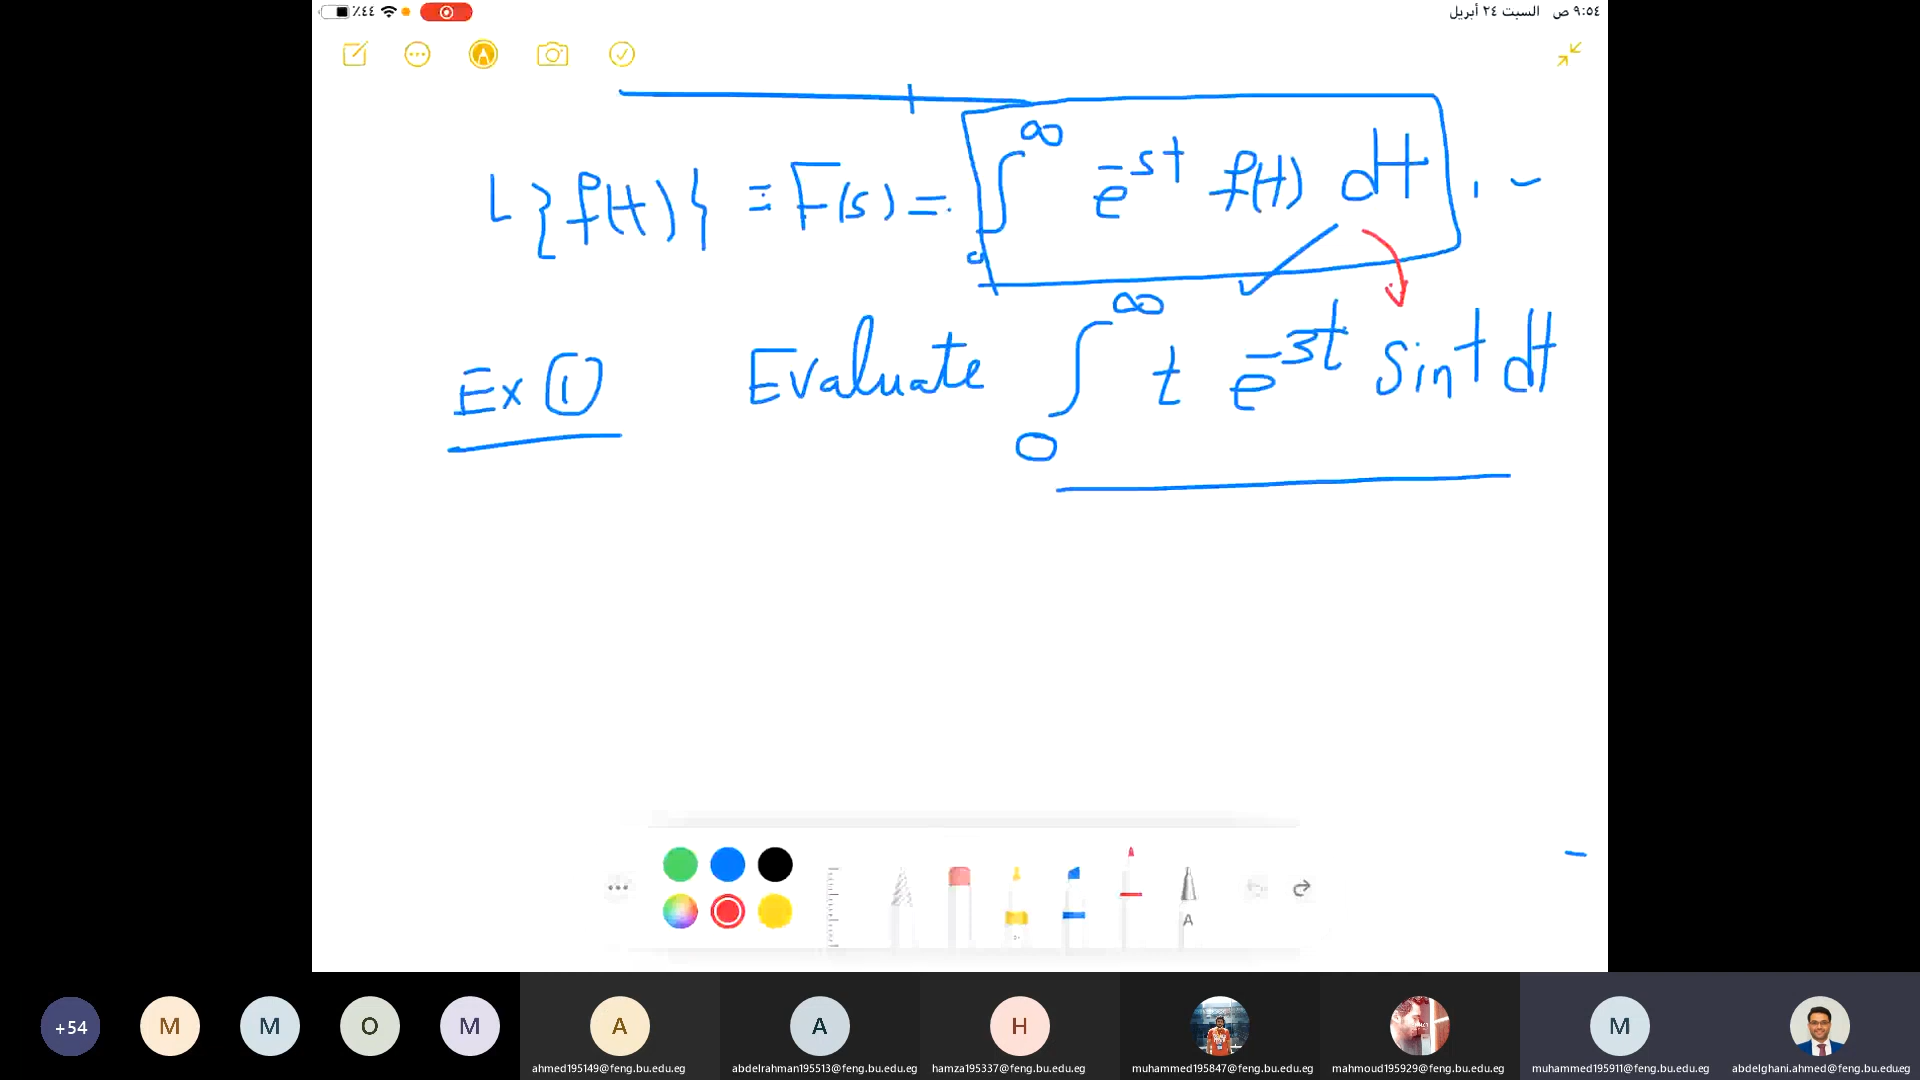 ٪٤٤
٩:٥٤ ص السبت ٢٤ أبريل
L{f(t)} ≡ F(s) = ∫₀^∞ e^-st f(t) dt
Ex ① Evaluate ∫₀^∞ t e^-3t sint dt
A
+54
M
M
O
M
A
A
H
M
ahmed195149@feng.bu.edu.eg
abdelrahman195513@feng.bu.edu.eg
hamza195337@feng.bu.edu.eg
muhammed195847@feng.bu.edu.eg
mahmoud195929@feng.bu.edu.eg
muhammed195911@feng.bu.edu.eg
abdelghani.ahmed@feng.bu.edu.eg